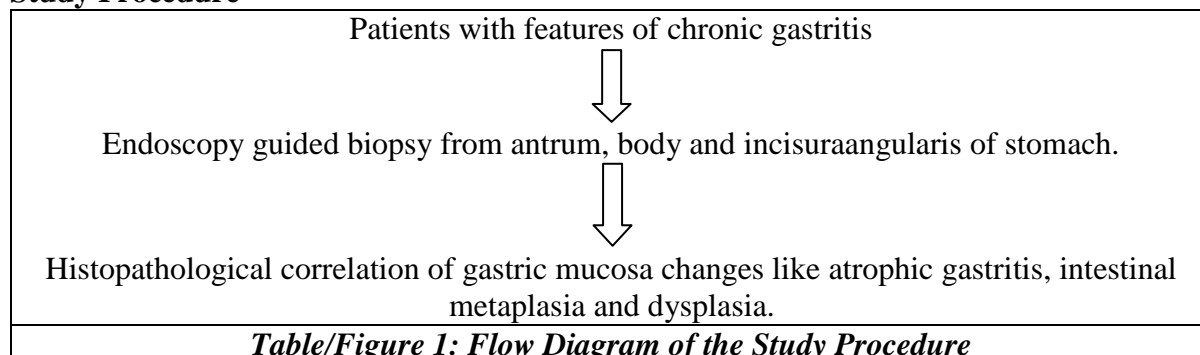 Study Procedure
Patients with features of chronic gastritis
Endoscopy guided biopsy from antrum, body and incisuraangularis of stomach.
Histopathological correlation of gastric mucosa changes like atrophic gastritis, intestinal
metaplasia and dysplasia.
Table/Figure 1: Flow Diagram of the Study Procedure